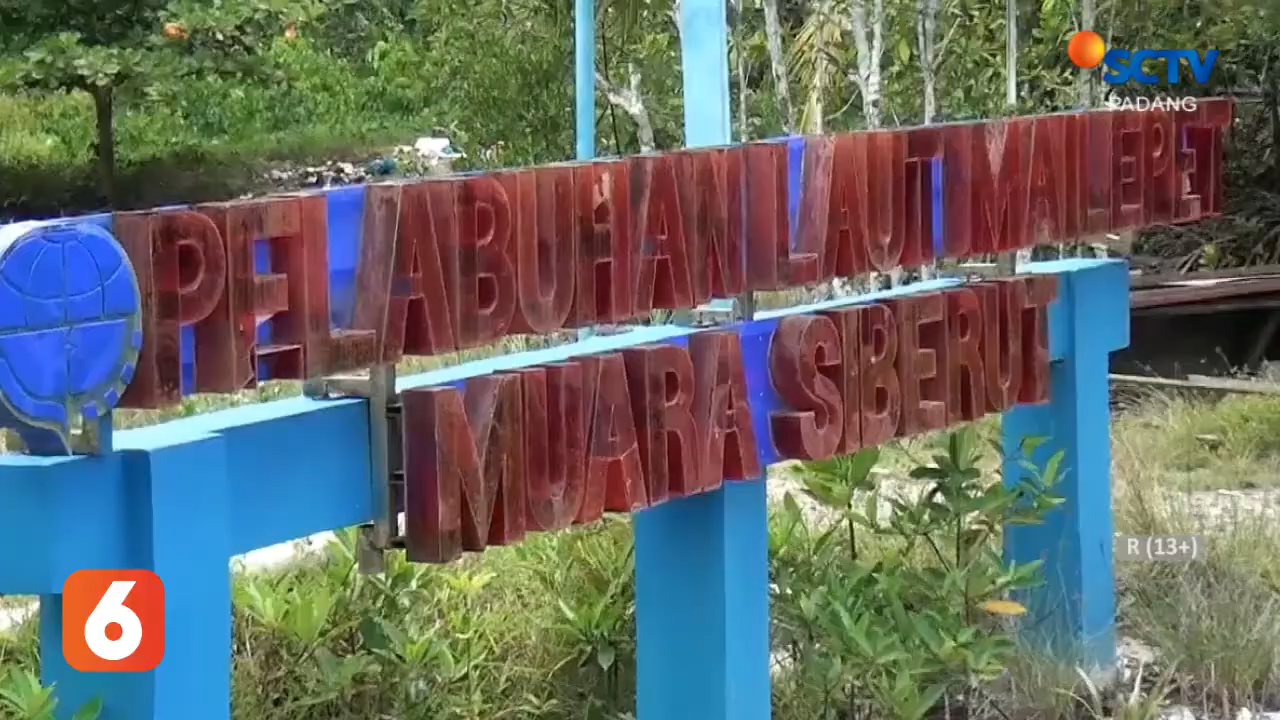 SCTV
PADANG
PELABUHAN LAUT MAILEPET
MUARA SIBERUT
R (13+)
6